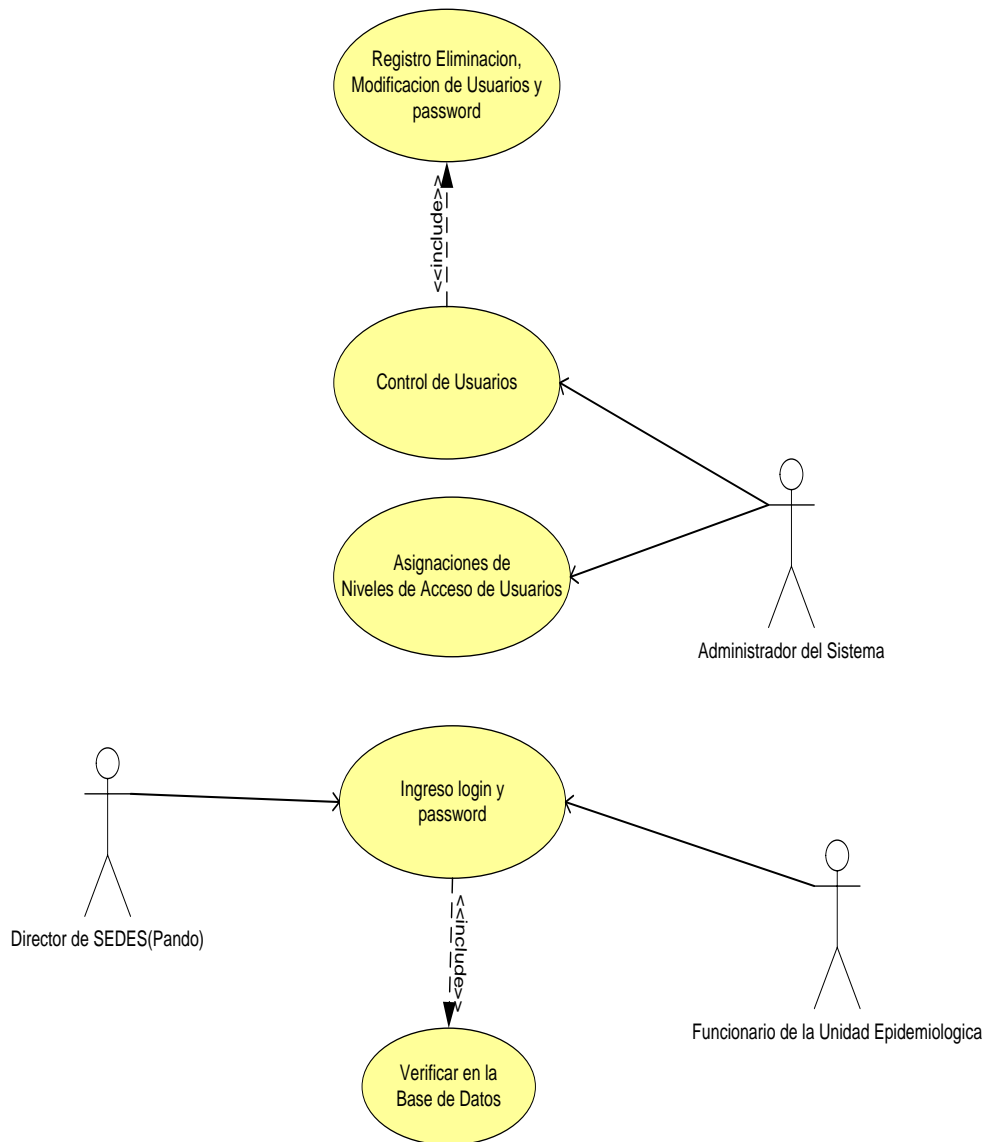 Registro Eliminacion,
Modificacion de Usuarios y
password
<<include>>
Control de Usuarios
Asignaciones de
Niveles de Acceso de Usuarios
Administrador del Sistema
Ingreso login y
password
Director de SEDES(Pando)
<<include>>
Funcionario de la Unidad Epidemiologica
Verificar en la
Base de Datos